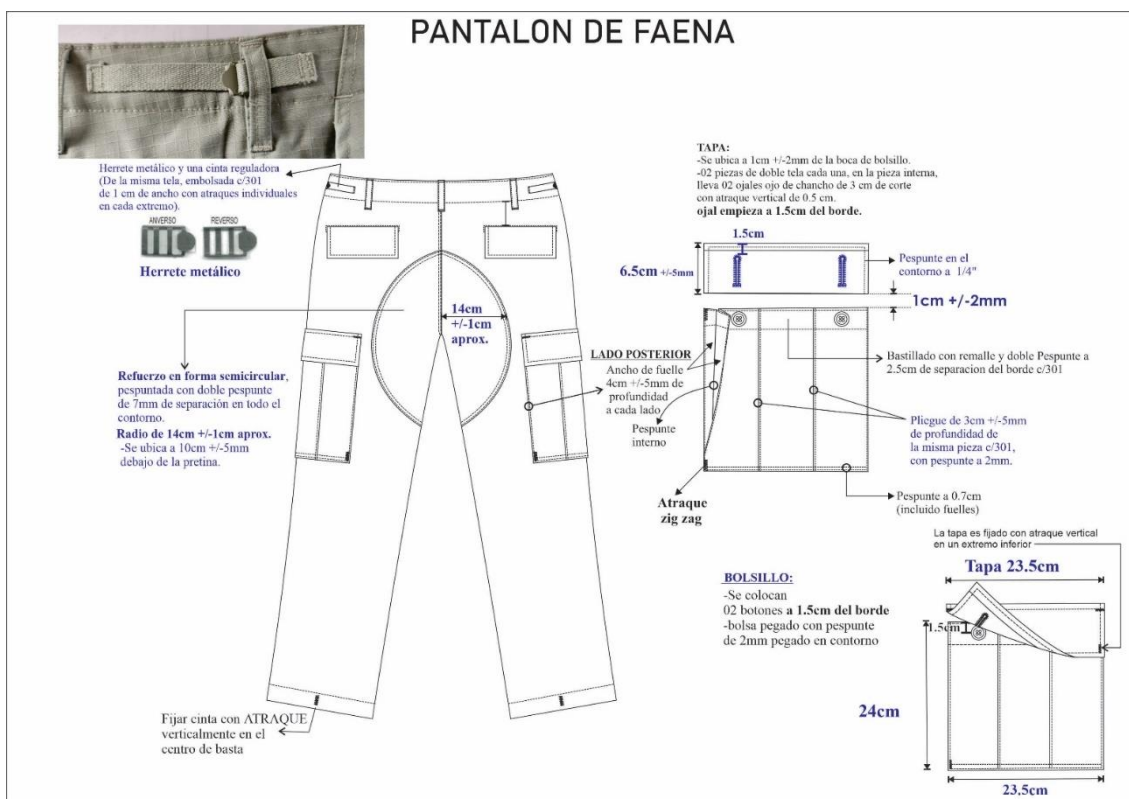 PANTALON DE FAENA
Herrete metálico y una cinta reguladora
(De la misma tela, embolsada c/301
de 1 cm de ancho con atraques individuales
en cada extremo).
ANVERSO
REVERSO
Herrete metálico
TAPA:
-Se ubica a 1cm +/-2mm de la boca de bolsillo.
-02 piezas de doble tela cada una, en la pieza interna,
lleva 02 ojales ojo de chancho de 3 cm de corte
con atraque vertical de 0.5 cm.
ojal empieza a 1.5cm del borde.
1.5cm
6.5cm +/-5mm
Pespunte en el
contorno a 1/4"
1cm +/-2mm
14cm
+/-1cm
aprox.
LADO POSTERIOR
Ancho de fuelle
4cm +/-5mm de
profundidad
a cada lado
Pespunte
interno
Bastillado con remalle y doble Pespunte a
2.5cm de separacion del borde c/301
Refuerzo en forma semicircular,
pespuntada con doble pespunte
de 7mm de separación en todo el
contorno.
Radio de 14cm +/-1cm aprox.
-Se ubica a 10cm +/-5mm
debajo de la pretina.
Pliegue de 3cm +/-5mm
de profundidad de
la misma pieza c/301,
con pespunte a 2mm.
Atraque
zig zag
Pespunte a 0.7cm
(incluido fuelles)
La tapa es fijado con atraque vertical
en un extremo inferior
Tapa 23.5cm
BOLSILLO:
-Se colocan
02 botones a 1.5cm del borde
-bolsa pegado con pespunte
de 2mm pegado en contorno
1.5cm
24cm
23.5cm
Fijar cinta con ATRAQUE
verticalmente en el
centro de basta